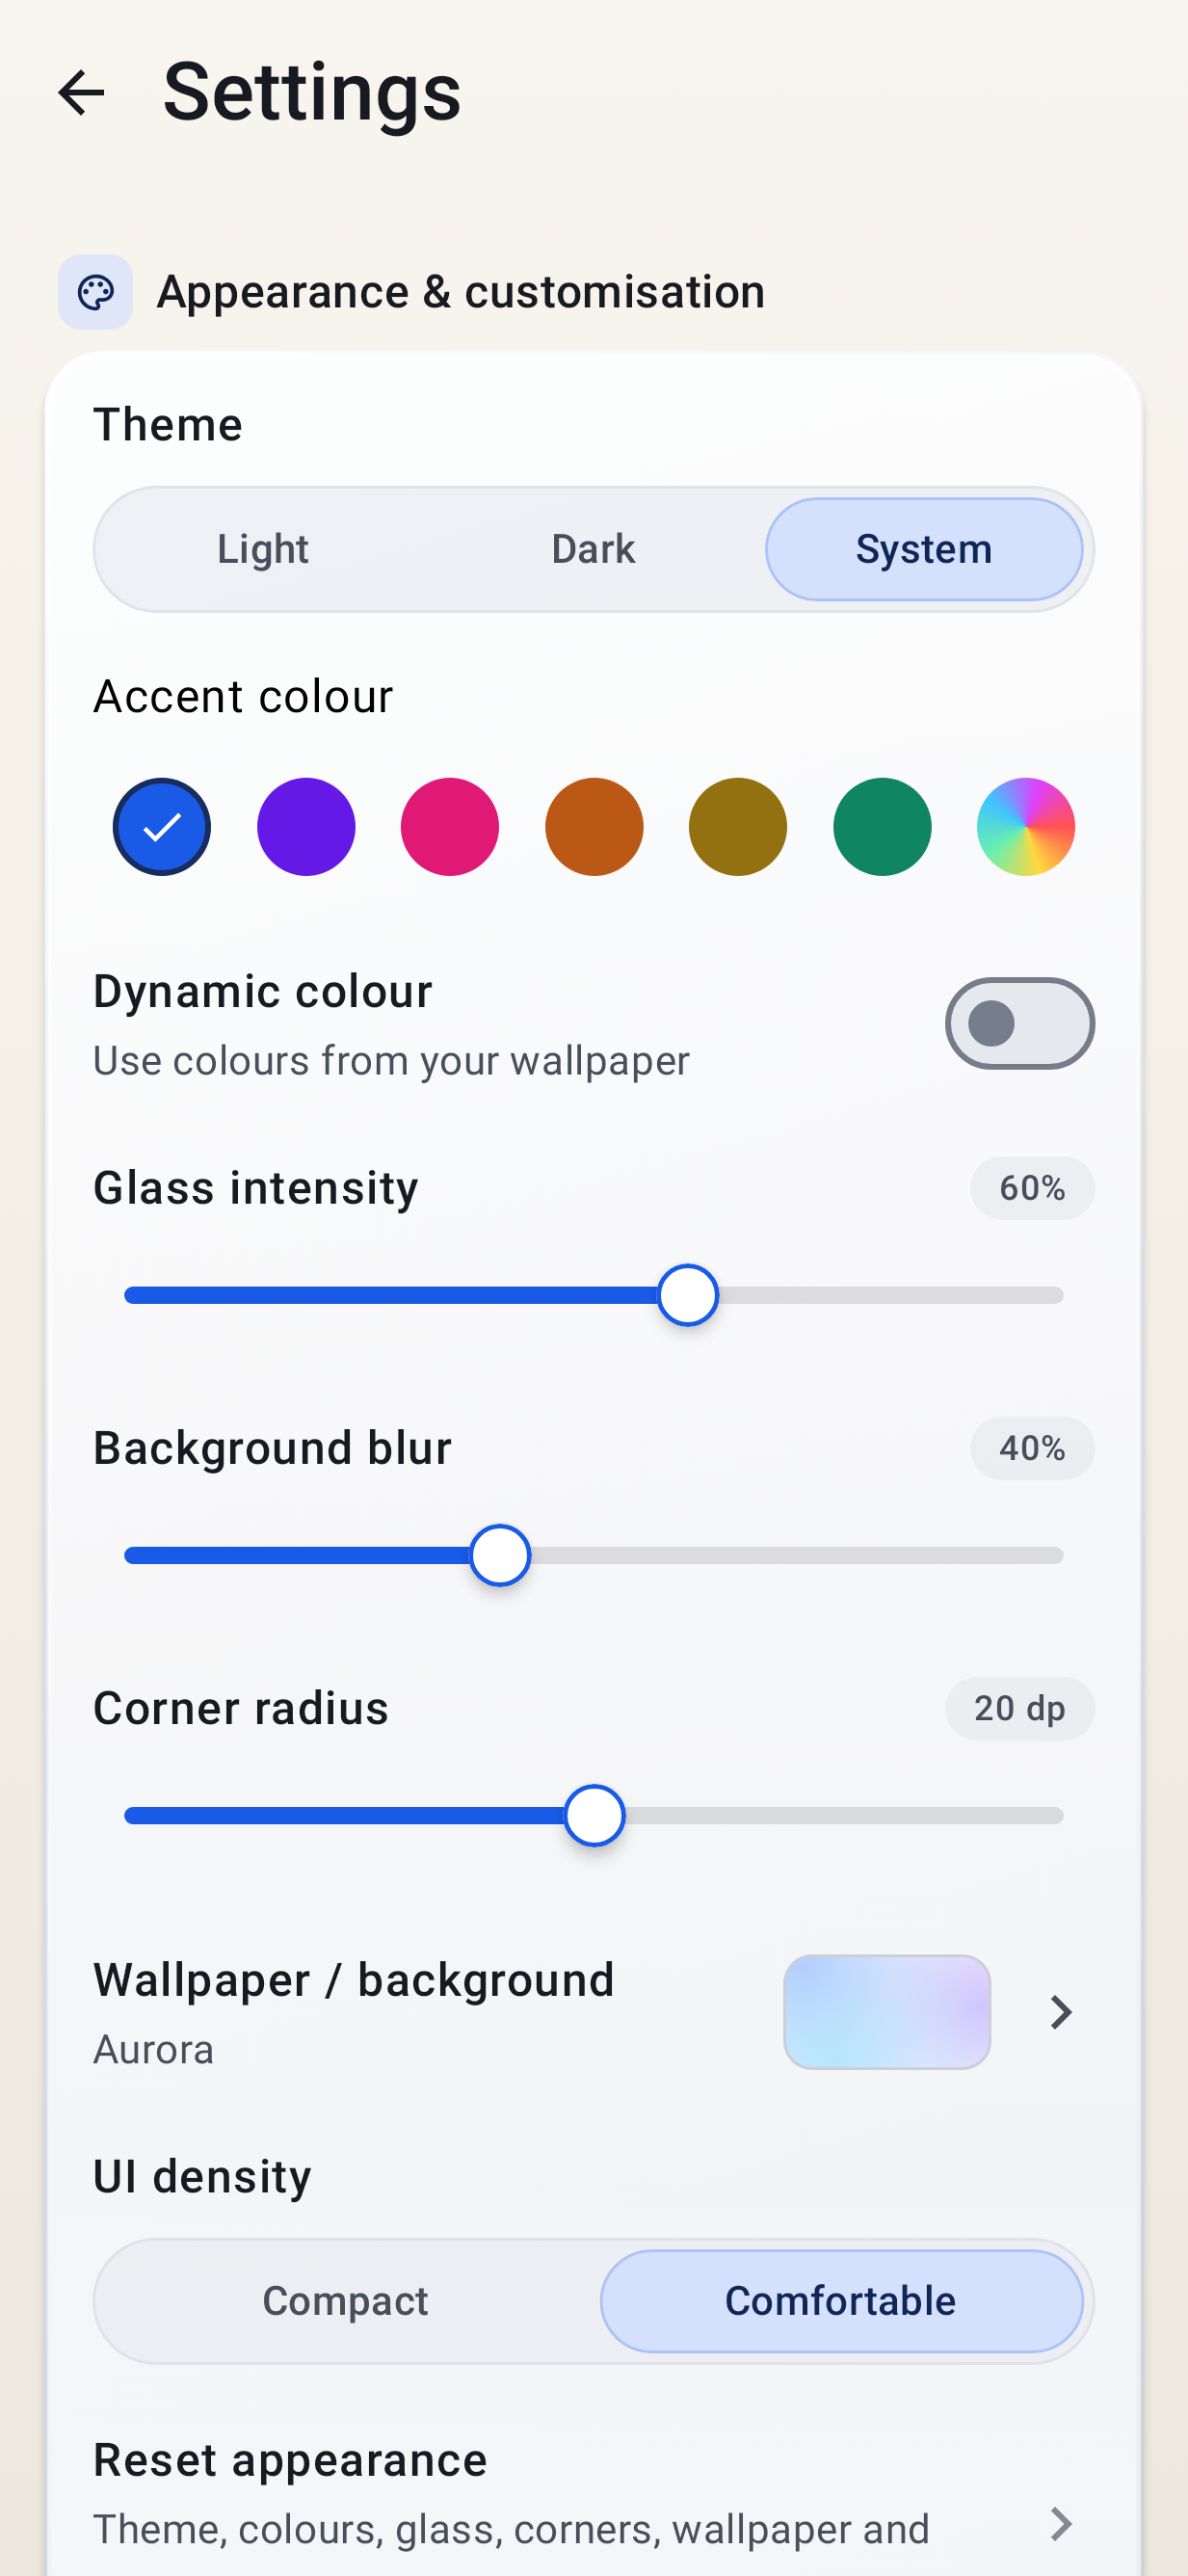 Settings
Appearance & customisation
Theme
Light Dark System
Accent colour
Dynamic colour
Use colours from your wallpaper
Glass intensity 60%
Background blur 40%
Corner radius 20 dp
Wallpaper / background
Aurora
UI density
Compact Comfortable
Reset appearance
Theme, colours, glass, corners, wallpaper and